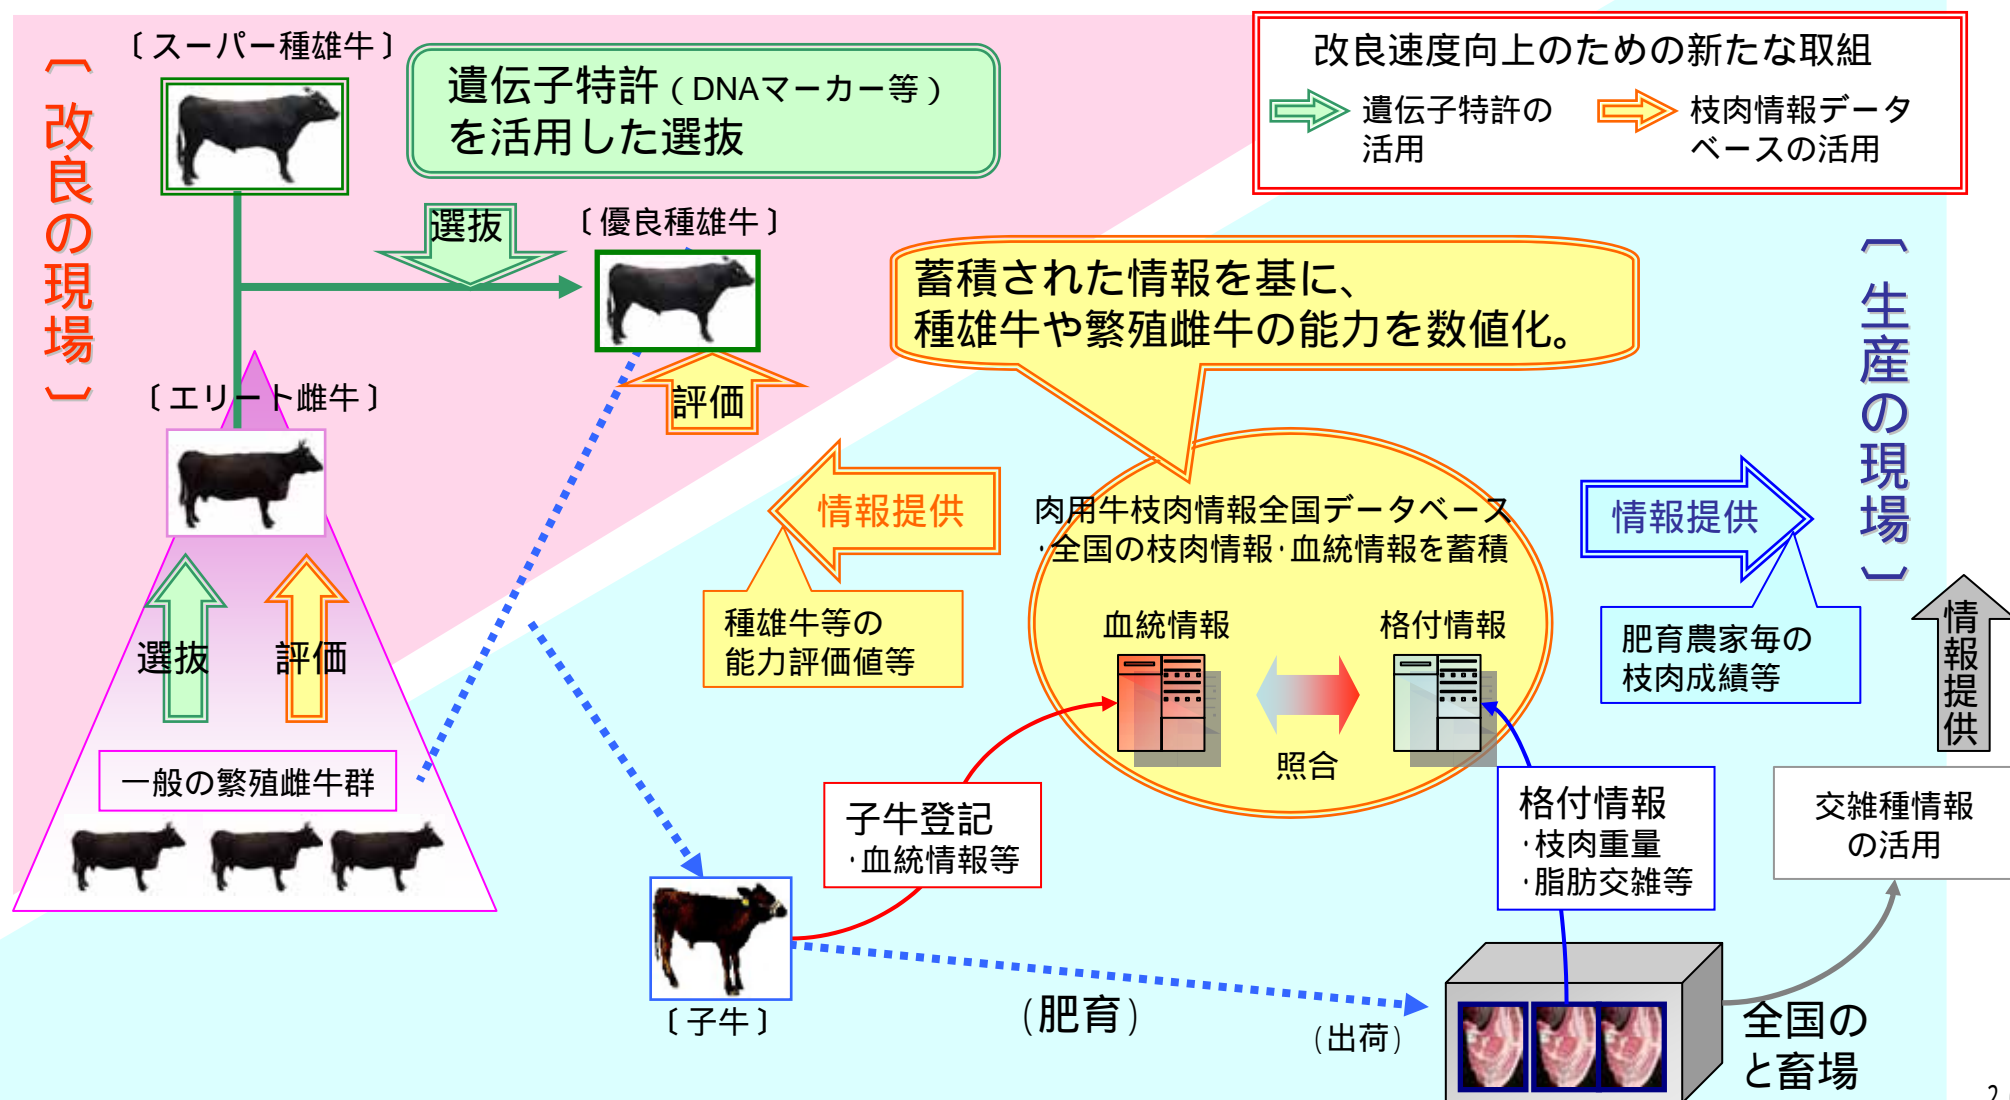 〔スーパー種雄牛〕
〔 改良の現場 〕
遺伝子特許（DNAマーカー等）
を活用した選抜
改良速度向上のための新たな取組
遺伝子特許の
活用
枝肉情報データ
ベースの活用
選抜
〔優良種雄牛〕
蓄積された情報を基に、
種雄牛や繁殖雌牛の能力を数値化。
〔 生産の現場 〕
評価
〔エリート雌牛〕
情報提供
肉用牛枝肉情報全国データベース
・全国の枝肉情報・血統情報を蓄積
情報提供
種雄牛等の
能力評価値等
血統情報
格付情報
肥育農家毎の
枝肉成績等
情報提供
選抜
評価
照合
一般の繁殖雌牛群
子牛登記
・血統情報等
格付情報
・枝肉重量
・脂肪交雑等
交雑種情報
の活用
〔子牛〕
（肥育）
（出荷）
全国の
と畜場
2